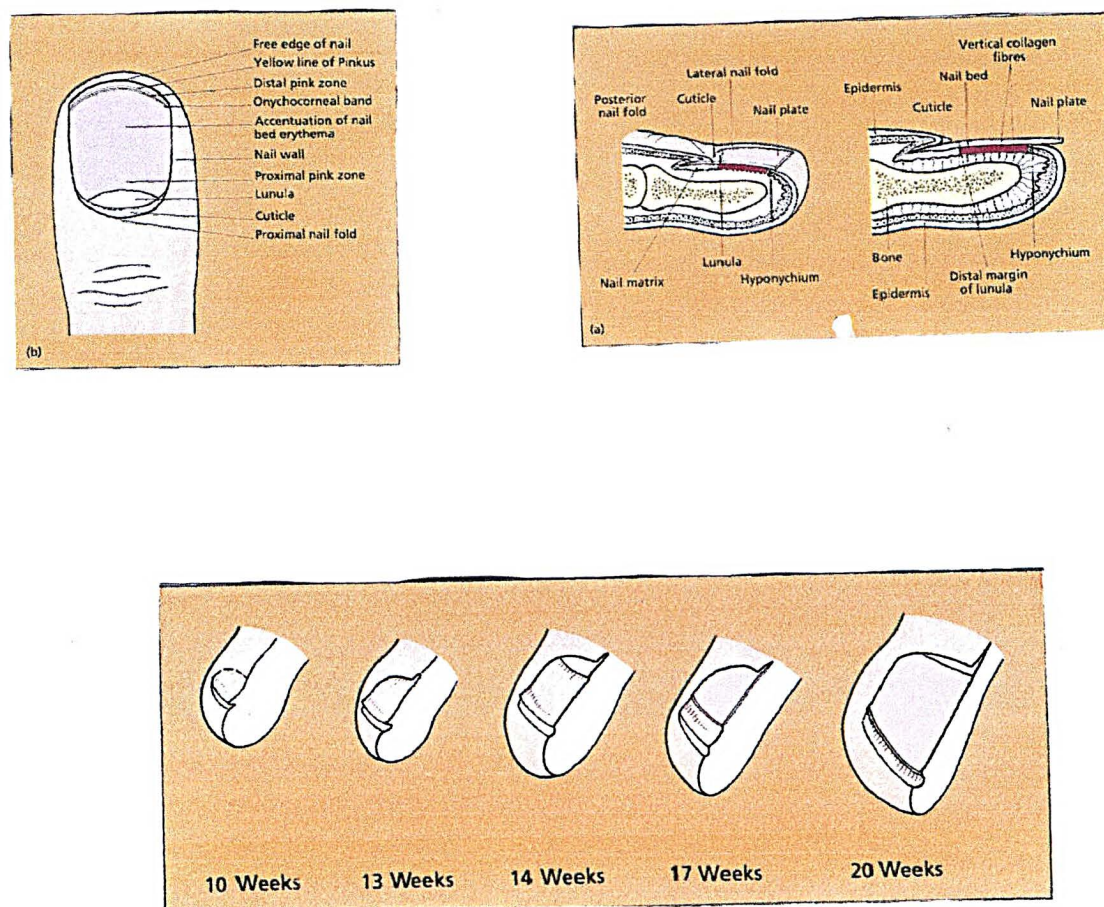 Free edge of nail
Yellow line of Pinkus
Distal pink zone
Onychocorneal band
Accentuation of nail
bed erythema
Nail wall
Proximal pink zone
Lunula
Cuticle
Proximal nail fold
(b)
Vertical collagen
fibres
Lateral nail fold
Nail bed
Epidermis
Posterior
nail fold
Cuticle
Nail plate
Cuticle
Nail plate
Bone
Hyponychium
Lunula
Nail matrix
Hyponychium
Distal margin
of lunula
Epidermis
(a)
10 Weeks
13 Weeks
14 Weeks
17 Weeks
20 Weeks